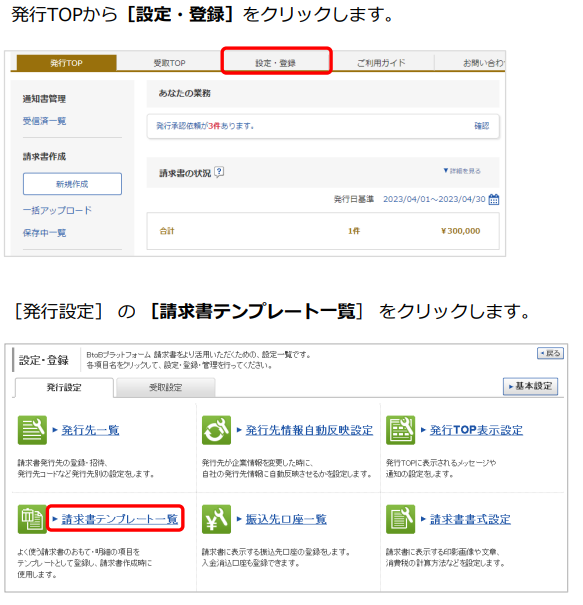 発行TOPから［設定・登録］をクリックします。
発行TOP 受取TOP 設定・登録 ご利用ガイド お問い合わ
通知書管理
受信済一覧
請求書作成
新規作成
一括アップロード
保存中一覧
あなたの業務
発行承認依頼が3件あります。 確認
請求書の状況 ? ▼詳細を見る
発行日基準 2023/04/01～2023/04/30
合計 1件 ¥300,000
［発行設定］ の ［請求書テンプレート一覧］ をクリックします。
設定・登録
BtoBプラットフォーム 請求書をより活用いただくための、設定一覧です。
各項目名をクリックして、設定・登録・管理を行ってください。
戻る
発行設定 受取設定 基本設定
発行先一覧
請求書発行先の登録・招待、
発行先コードなど発行先別の設定をします。
発行先情報自動反映設定
発行先が企業情報を変更した時に、
自社の発行先情報に自動反映させるかを設定します。
発行TOP表示設定
発行TOPに表示されるメッセージや
通知の設定をします。
請求書テンプレート一覧
よく使う請求書のおもて・明細の項目を
テンプレートとして登録し、請求書作成時に
使用します。
振込先口座一覧
請求書に表示する振込先口座の登録をします。
入金消込口座も登録できます。
請求書書式設定
請求書に表示する印影画像や文章、
消費税の計算方法などを設定します。